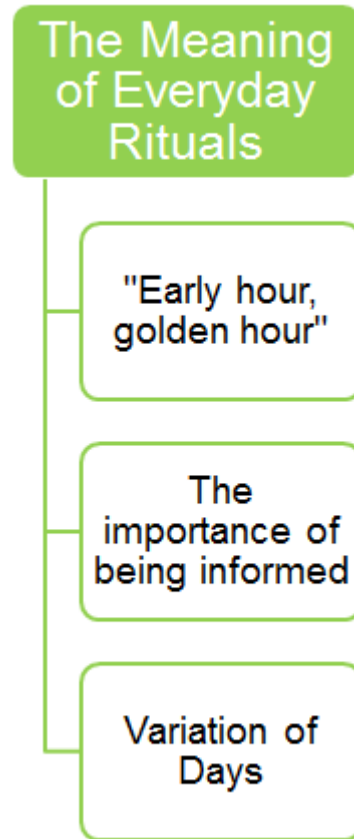 The Meaning
of Everyday
Rituals
"Early hour,
golden hour"
The
importance of
being informed
Variation of
Days